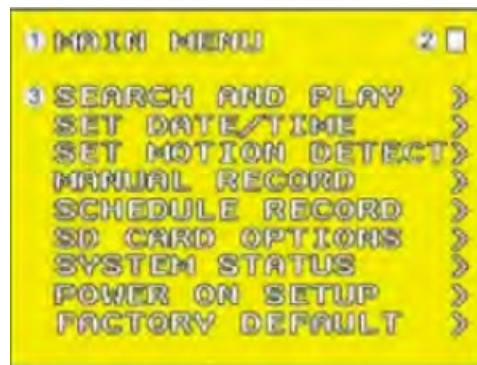 1 MAIN MENU 2
3 SEARCH AND PLAY >
SET DATE/TIME >
SET MOTION DETECT>
MANUAL RECORD >
SCHEDULE RECORD >
SD CARD OPTIONS >
SYSTEM STATUS >
POWER ON SETUP >
FACTORY DEFAULT >